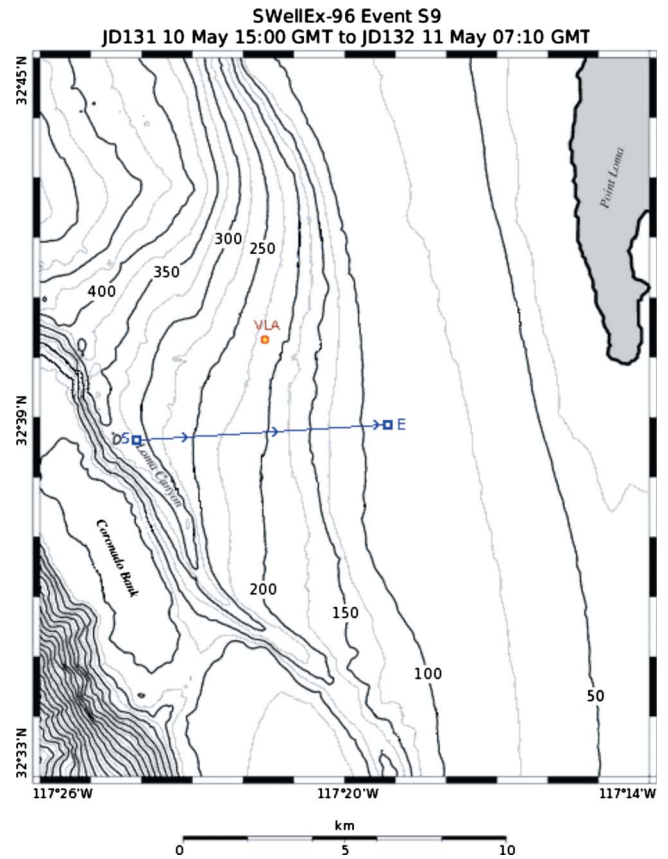 SWellEx-96 Event S9
JD131 10 May 15:00 GMT to JD132 11 May 07:10 GMT
32°45'N
Point Loma
300
250
350
400
VLA
32°39'N
S
E
Loma Canyon
Coronado Bank
200
150
100
50
32°33'N
117°26'W
117°20'W
117°14'W
km
0
5
10